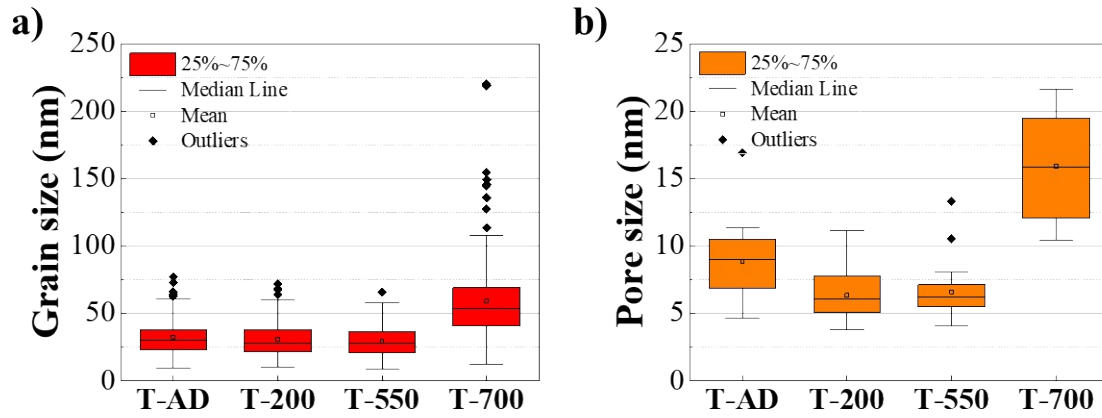 a)
Grain size (nm)
250
200
150
100
50
0
25%~75%
Median Line
Mean
Outliers
T-AD T-200 T-550 T-700
b)
Pore size (nm)
25
20
15
10
5
0
25%~75%
Median Line
Mean
Outliers
T-AD T-200 T-550 T-700